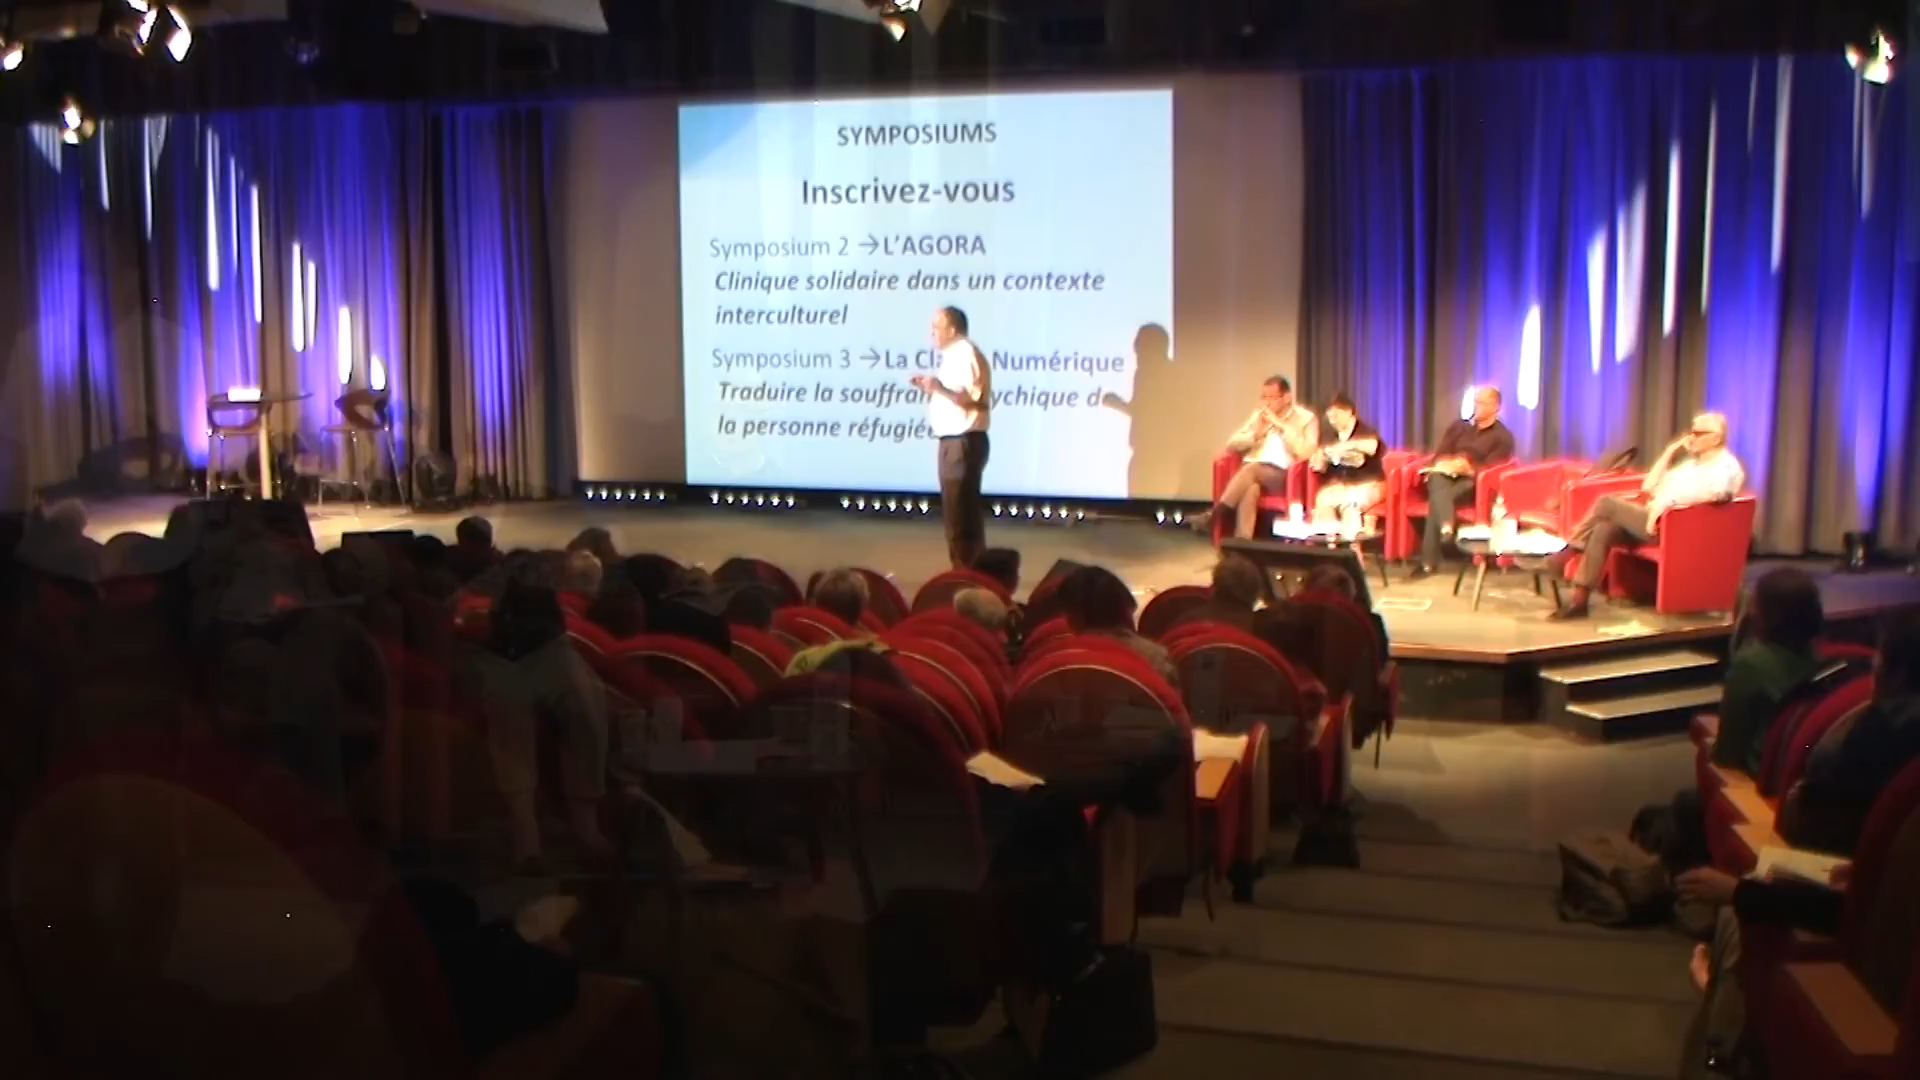 SYMPOSIUMS
Inscrivez-vous
Symposium 2 →L'AGORA
Clinique solidaire dans un contexte
interculturel
Symposium 3 →La Numérique
Traduire la
la personne réfugiée